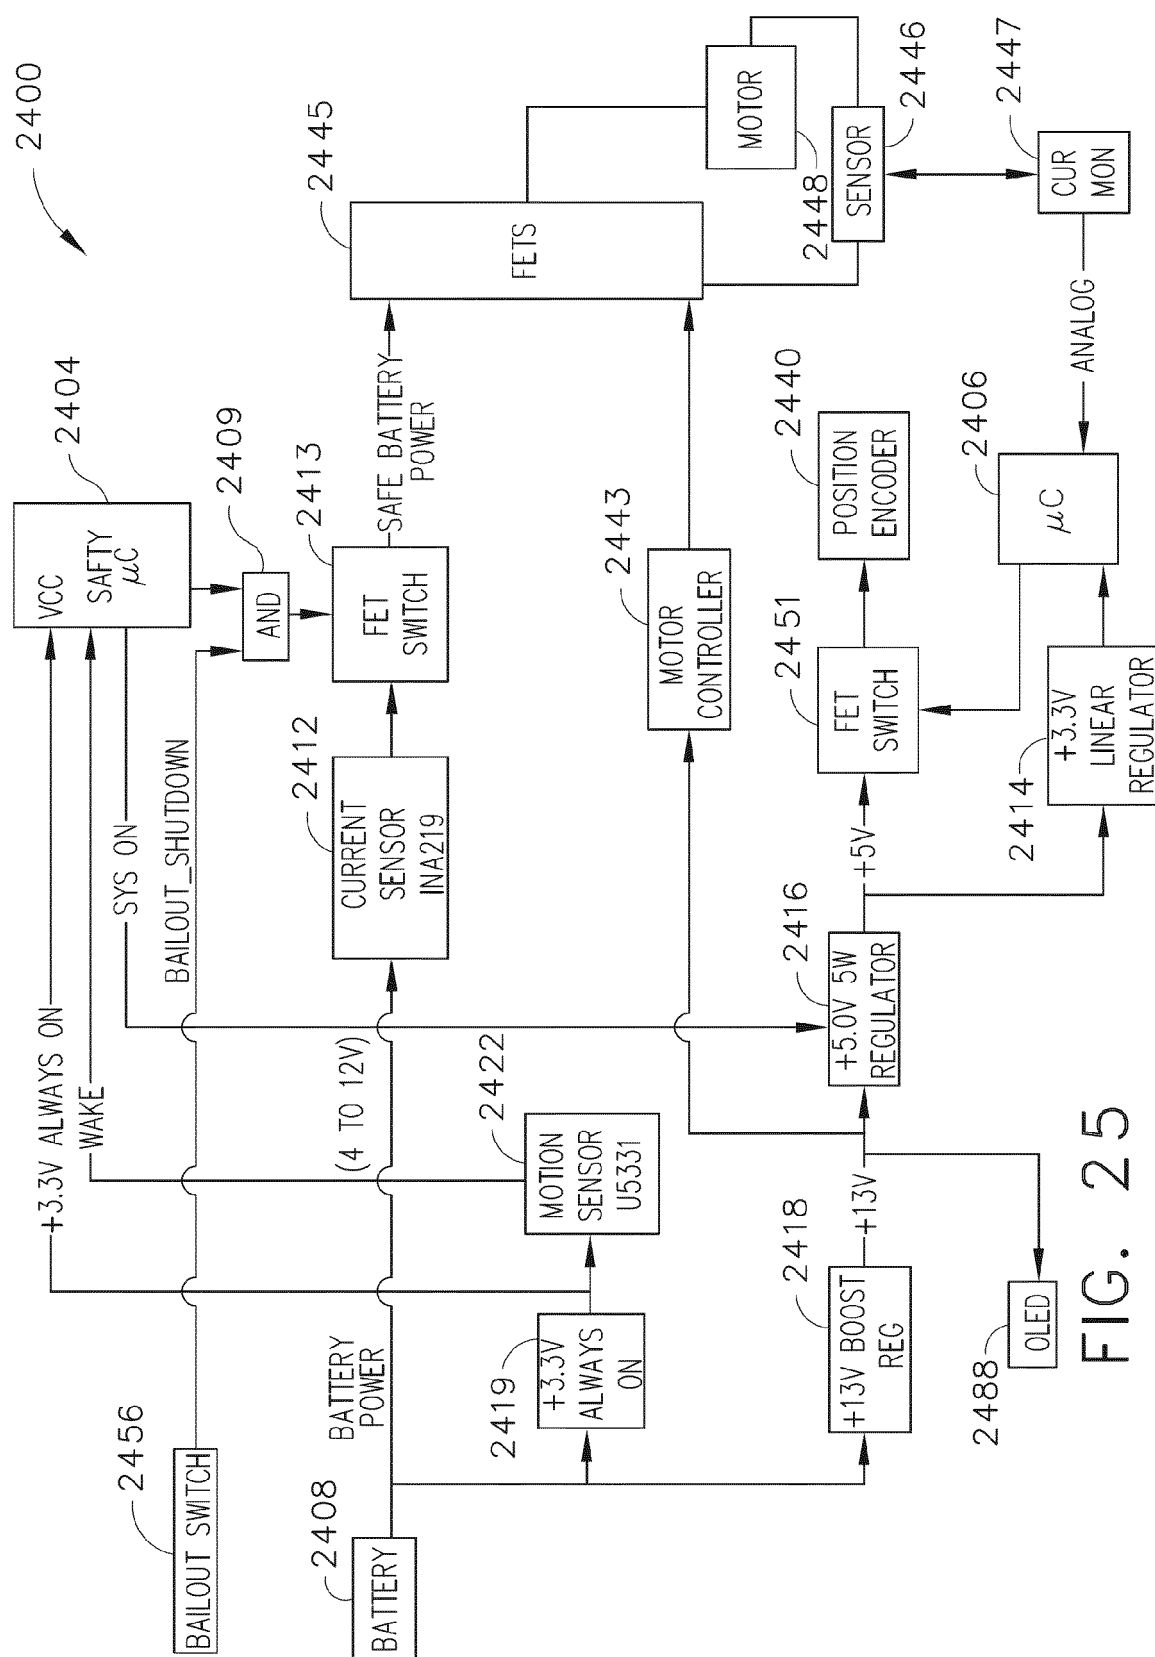 2400
2404
VCC
SAFTY
µC
2409
AND
2413
FET
SWITCH
SAFE BATTERY
POWER
2445
FETS
MOTOR
2448
SENSOR
2446
CUR
MON
2447
ANALOG
2406
µC
2440
POSITION
ENCODER
2443
MOTOR
CONTROLLER
2451
FET
SWITCH
2414
+3.3V
LINEAR
REGULATOR
+5V
2416
+5.0V 5W
REGULATOR
2412
CURRENT
SENSOR
INA219
SYS ON
BAILOUT_SHUTDOWN
+3.3V ALWAYS ON
WAKE
(4 TO 12V)
2422
MOTION
SENSOR
U5331
2456
BAILOUT SWITCH
2408
BATTERY
BATTERY
POWER
2419
+3.3V
ALWAYS
ON
2418
+13V BOOST
REG
+13V
2488
OLED
FIG. 25